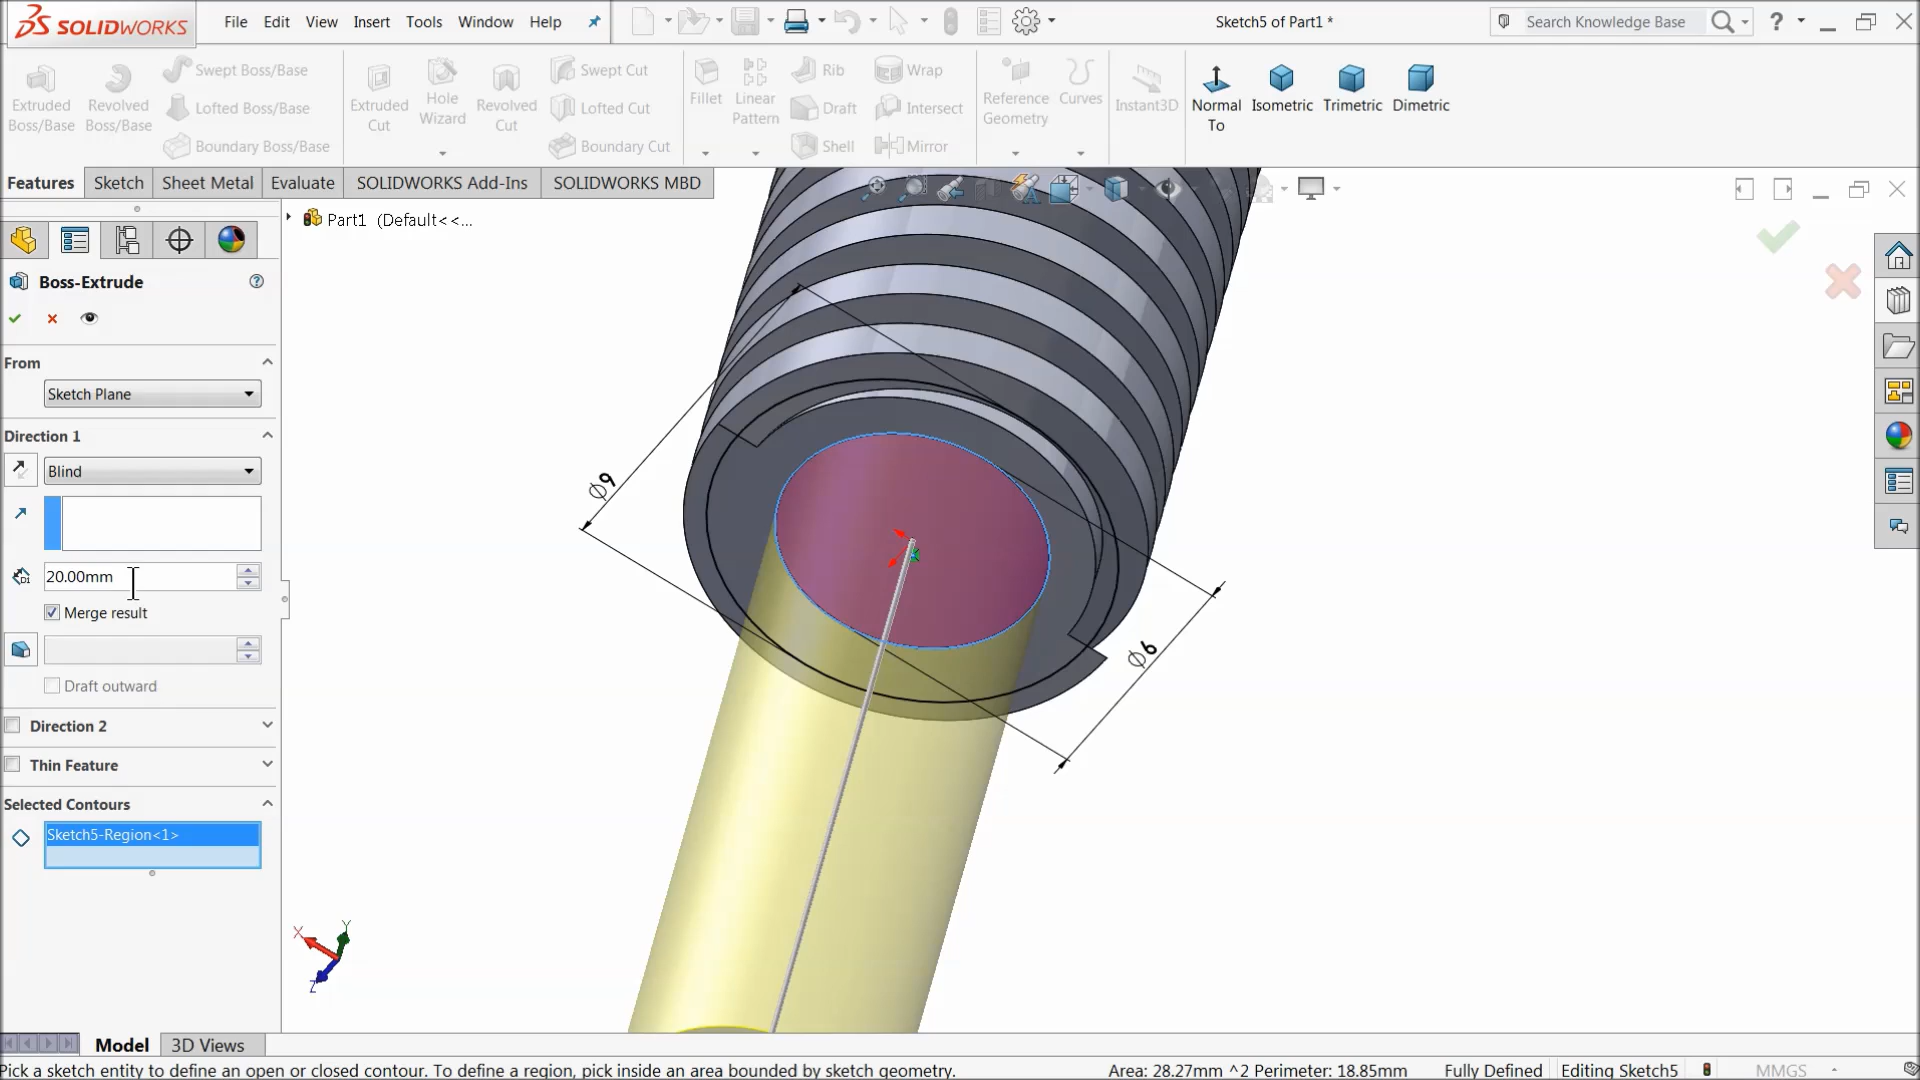 SOLIDWORKS
File Edit View Insert Tools Window Help
Sketch5 of Part1 *
Search Knowledge Base
?
Extruded Boss/Base
Revolved Boss/Base
Swept Boss/Base
Lofted Boss/Base
Boundary Boss/Base
Extruded Cut
Hole Wizard
Revolved Cut
Swept Cut
Lofted Cut
Boundary Cut
Fillet
Linear Pattern
Rib
Draft
Shell
Wrap
Intersect
Mirror
Reference Geometry
Curves
Instant3D
Normal To
Isometric
Trimetric
Dimetric
Features Sketch Sheet Metal Evaluate SOLIDWORKS Add-Ins SOLIDWORKS MBD
Part1 (Default<<...
Boss-Extrude
From
Sketch Plane
Direction 1
Blind
20.00mm
Merge result
Draft outward
Direction 2
Thin Feature
Selected Contours
Sketch5-Region<1>
∅9
∅6
X
Y
Z
Model 3D Views
Pick a sketch entity to define an open or closed contour. To define a region, pick inside an area bounded by sketch geometry.
Area: 28.27mm ^2 Perimeter: 18.85mm
Fully Defined
Editing Sketch5
MMGS